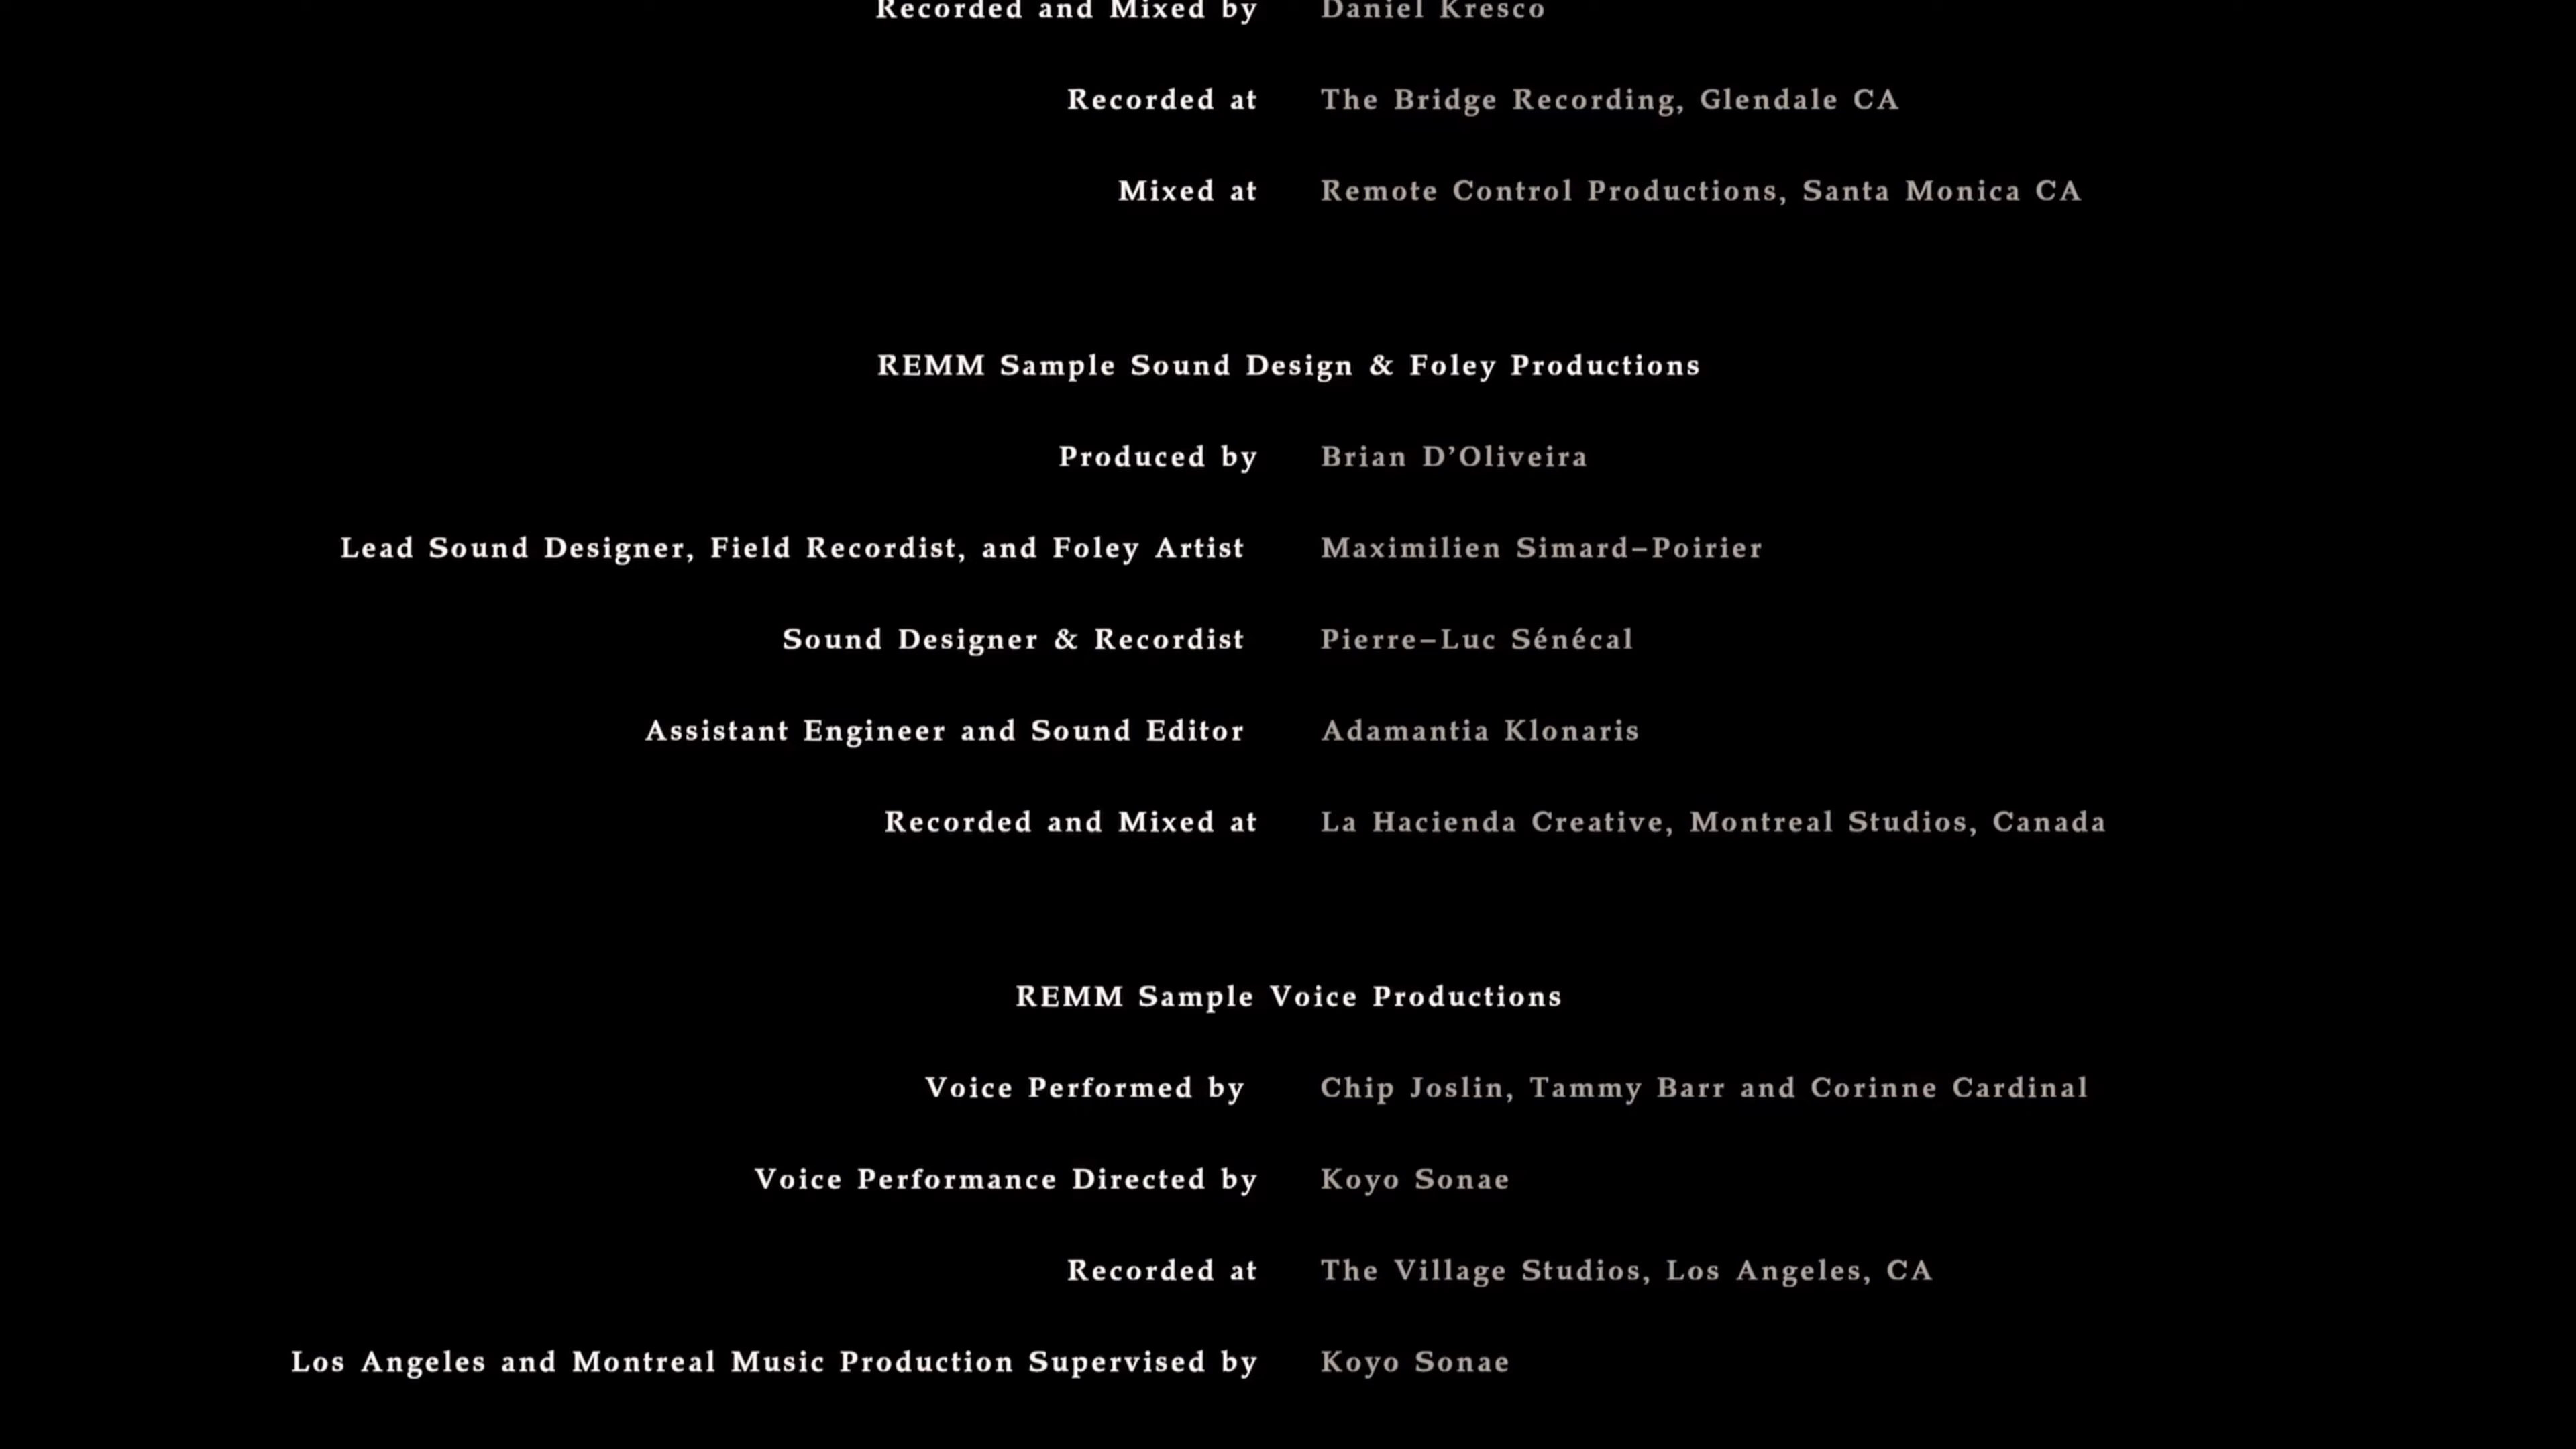 Recorded and Mixed by Daniel Kresco
Recorded at The Bridge Recording, Glendale CA
Mixed at Remote Control Productions, Santa Monica CA
REMM Sample Sound Design & Foley Productions
Produced by Brian D’Oliveira
Lead Sound Designer, Field Recordist, and Foley Artist Maximilien Simard–Poirier
Sound Designer & Recordist Pierre–Luc Sénécal
Assistant Engineer and Sound Editor Adamantia Klonaris
Recorded and Mixed at La Hacienda Creative, Montreal Studios, Canada
REMM Sample Voice Productions
Voice Performed by Chip Joslin, Tammy Barr and Corinne Cardinal
Voice Performance Directed by Koyo Sonae
Recorded at The Village Studios, Los Angeles, CA
Los Angeles and Montreal Music Production Supervised by Koyo Sonae